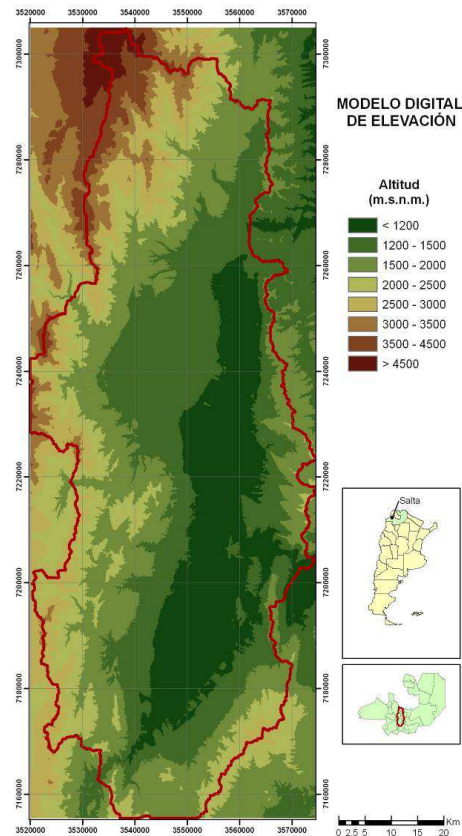 3520000 3530000 3540000 3550000 3560000 3570000
7300000 7300000
7280000 7280000
7260000 7260000
7240000 7240000
7220000 7220000
7200000 7200000
7180000 7180000
7160000 7160000
3520000 3530000 3540000 3550000 3560000 3570000
MODELO DIGITAL
DE ELEVACIÓN
Altitud
(m.s.n.m.)
< 1200
1200 - 1500
1500 - 2000
2000 - 2500
2500 - 3000
3000 - 3500
3500 - 4500
> 4500
Salta
Km
0 2.5 5 10 15 20